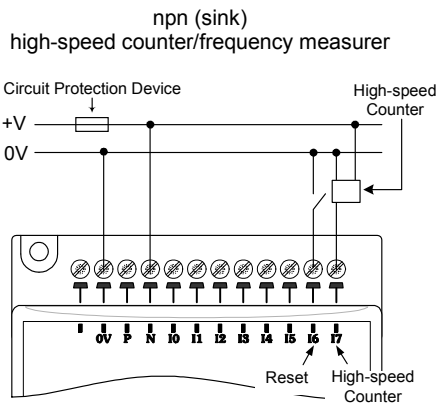 npn (sink)
high-speed counter/frequency measurer
Circuit Protection Device
High-speed
Counter
+V
0V
0V P N I0 I1 I2 I3 I4 I5 I6 I7
Reset
High-speed
Counter